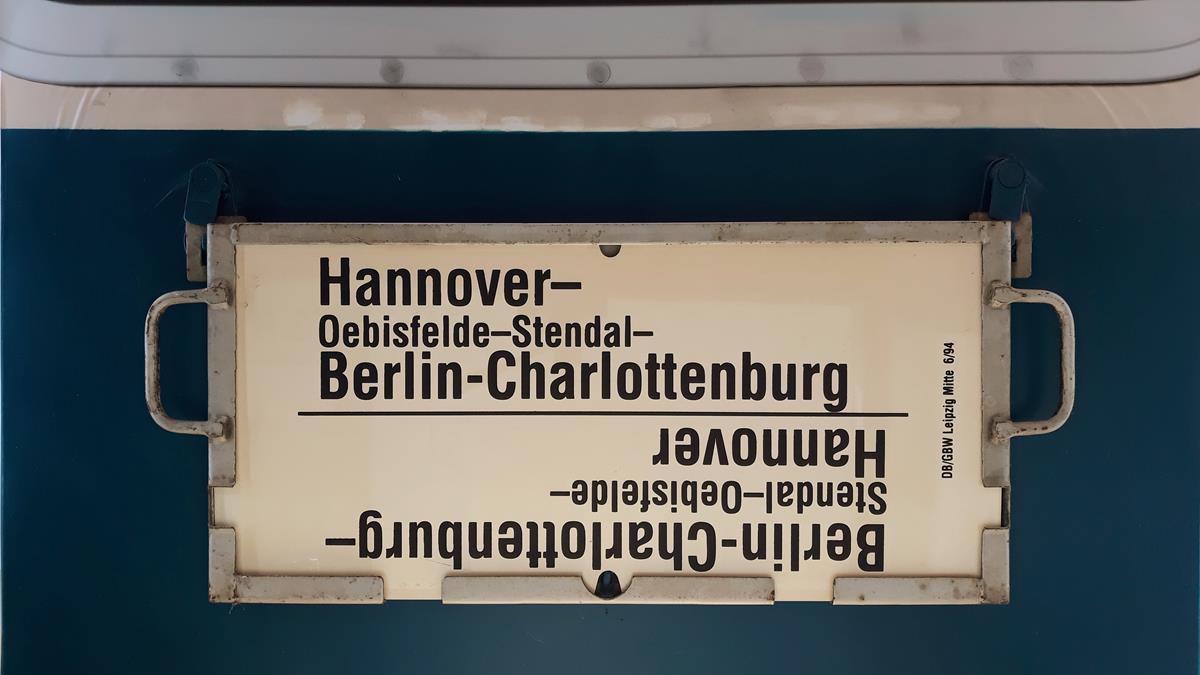 Hannover–
Oebisfelde–Stendal–
Berlin-Charlottenburg
Berlin-Charlottenburg–
Stendal–Oebisfelde–
Hannover
DB/GBW Leipzig Mitte 6/94